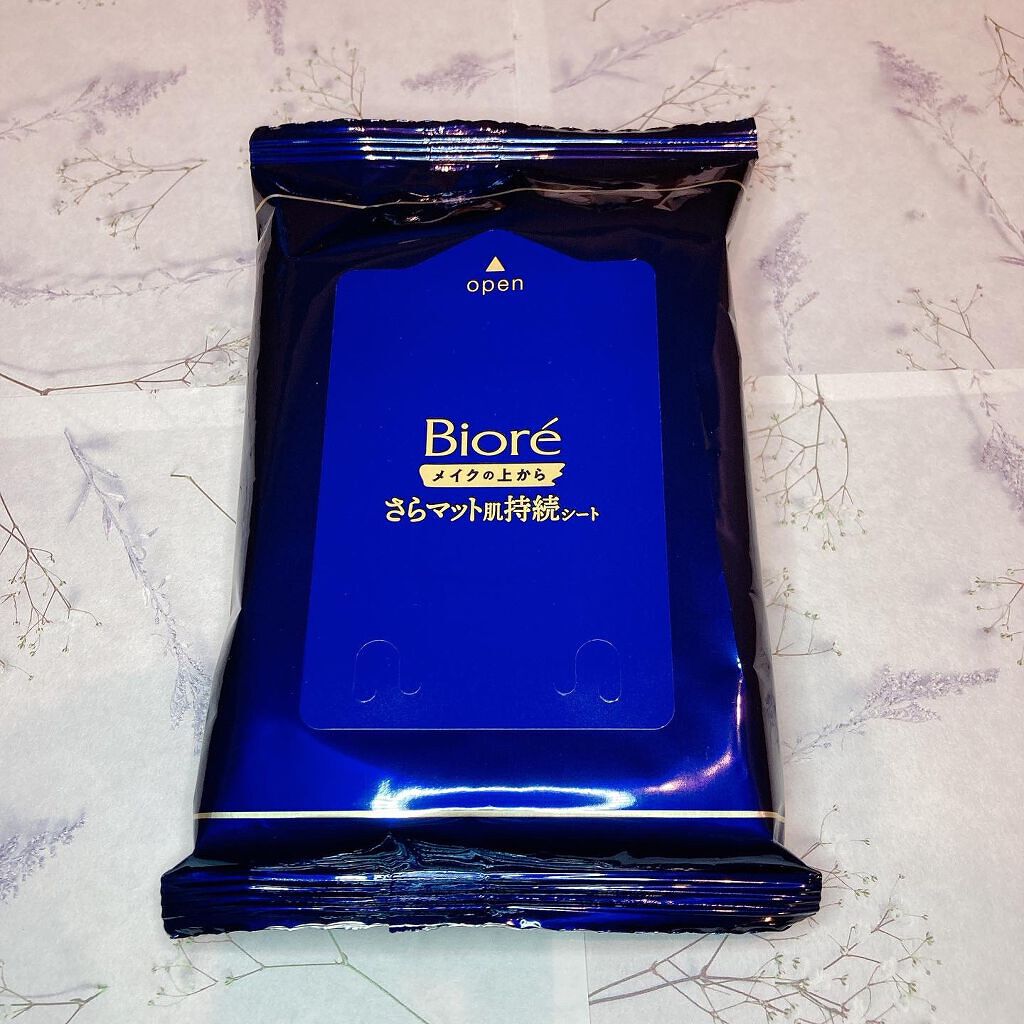 open
Bioré
メイクの上から
さらマット肌持続シート